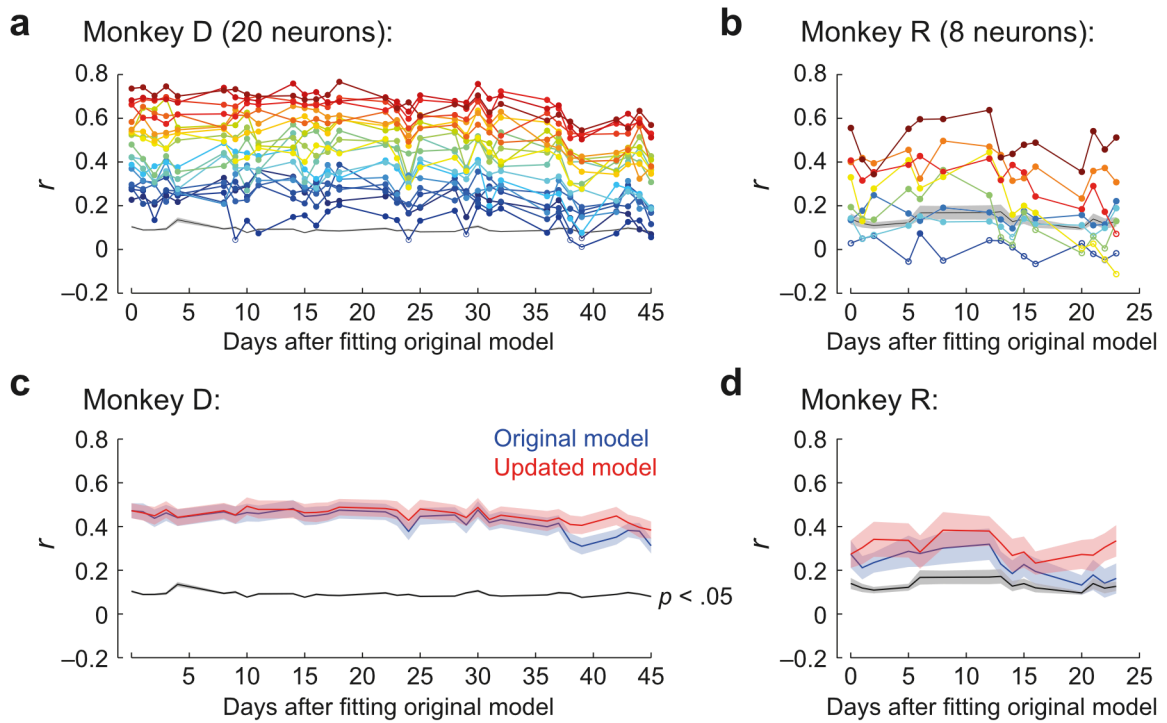 a
Monkey D (20 neurons):
0.8
0.6
0.4
0.2
0
–0.2
r
0 5 10 15 20 25 30 35 40 45
Days after fitting original model
b
Monkey R (8 neurons):
0.8
0.6
0.4
0.2
0
–0.2
r
0 5 10 15 20 25
Days after fitting original model
c
Monkey D:
Original model
Updated model
0.8
0.6
0.4
0.2
0
–0.2
r
p < .05
5 10 15 20 25 30 35 40 45
Days after fitting original model
d
Monkey R:
0.8
0.6
0.4
0.2
0
–0.2
r
0 5 10 15 20 25
Days after fitting original model